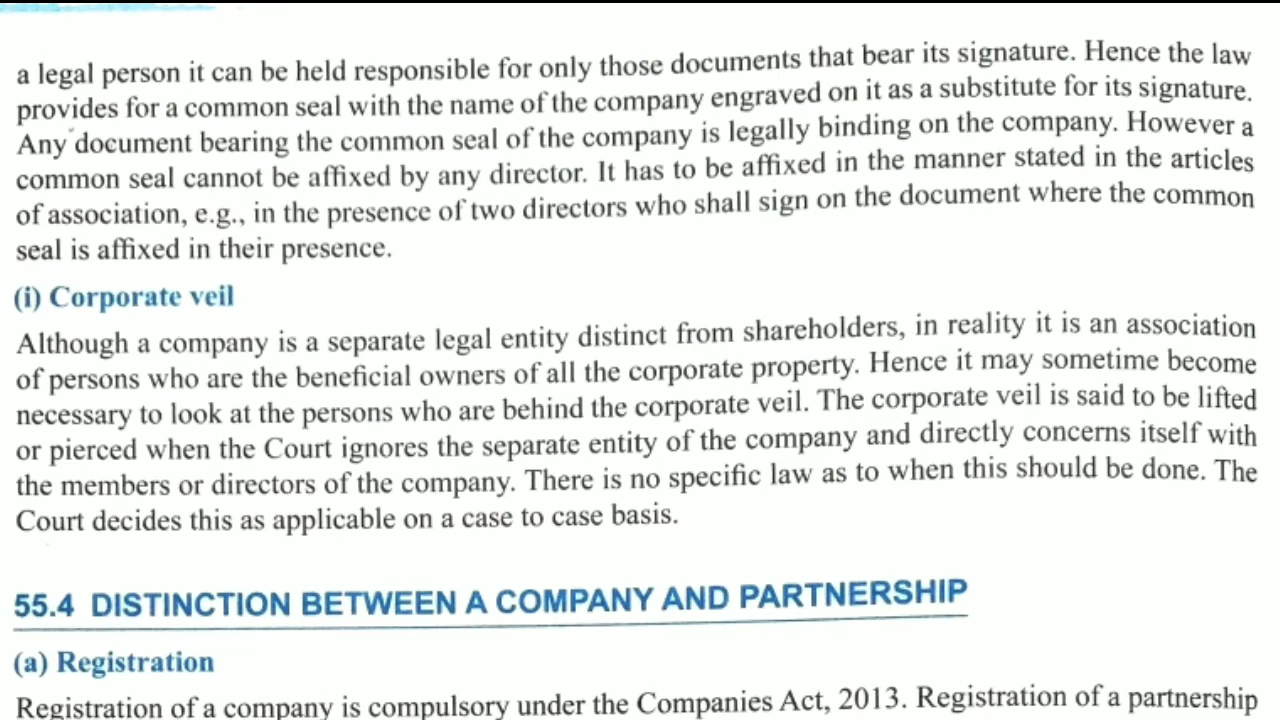 a legal person it can be held responsible for only those documents that bear its signature. Hence the law
provides for a common seal with the name of the company engraved on it as a substitute for its signature.
Any document bearing the common seal of the company is legally binding on the company. However a
common seal cannot be affixed by any director. It has to be affixed in the manner stated in the articles
of association, e.g., in the presence of two directors who shall sign on the document where the common
seal is affixed in their presence.
(i) Corporate veil
Although a company is a separate legal entity distinct from shareholders, in reality it is an association
of persons who are the beneficial owners of all the corporate property. Hence it may sometime become
necessary to look at the persons who are behind the corporate veil. The corporate veil is said to be lifted
or pierced when the Court ignores the separate entity of the company and directly concerns itself with
the members or directors of the company. There is no specific law as to when this should be done. The
Court decides this as applicable on a case to case basis.
55.4 DISTINCTION BETWEEN A COMPANY AND PARTNERSHIP
(a) Registration
Registration of a company is compulsory under the Companies Act, 2013. Registration of a partnership